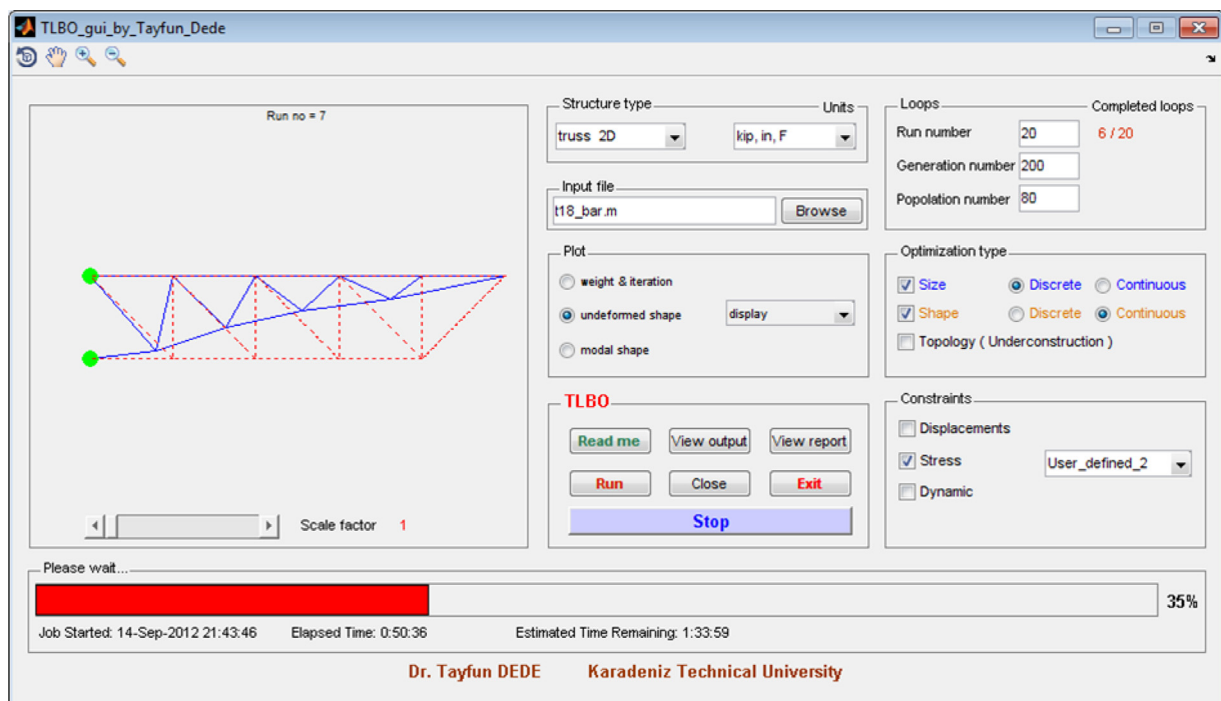 TLBO_gui_by_Tayfun_Dede
Run no = 7
Scale factor 1
Structure type Units
truss 2D kip, in, F
Input file
t18_bar.m Browse
Plot
weight & iteration
undeformed shape display
modal shape
TLBO
Read me View output View report
Run Close Exit
Stop
Loops Completed loops
Run number 20 6 / 20
Generation number 200
Popolation number 80
Optimization type
Size Discrete Continuous
Shape Discrete Continuous
Topology ( Underconstruction )
Constraints
Displacements
Stress User_defined_2
Dynamic
Please wait...
35%
Job Started: 14-Sep-2012 21:43:46 Elapsed Time: 0:50:36 Estimated Time Remaining: 1:33:59
Dr. Tayfun DEDE Karadeniz Technical University